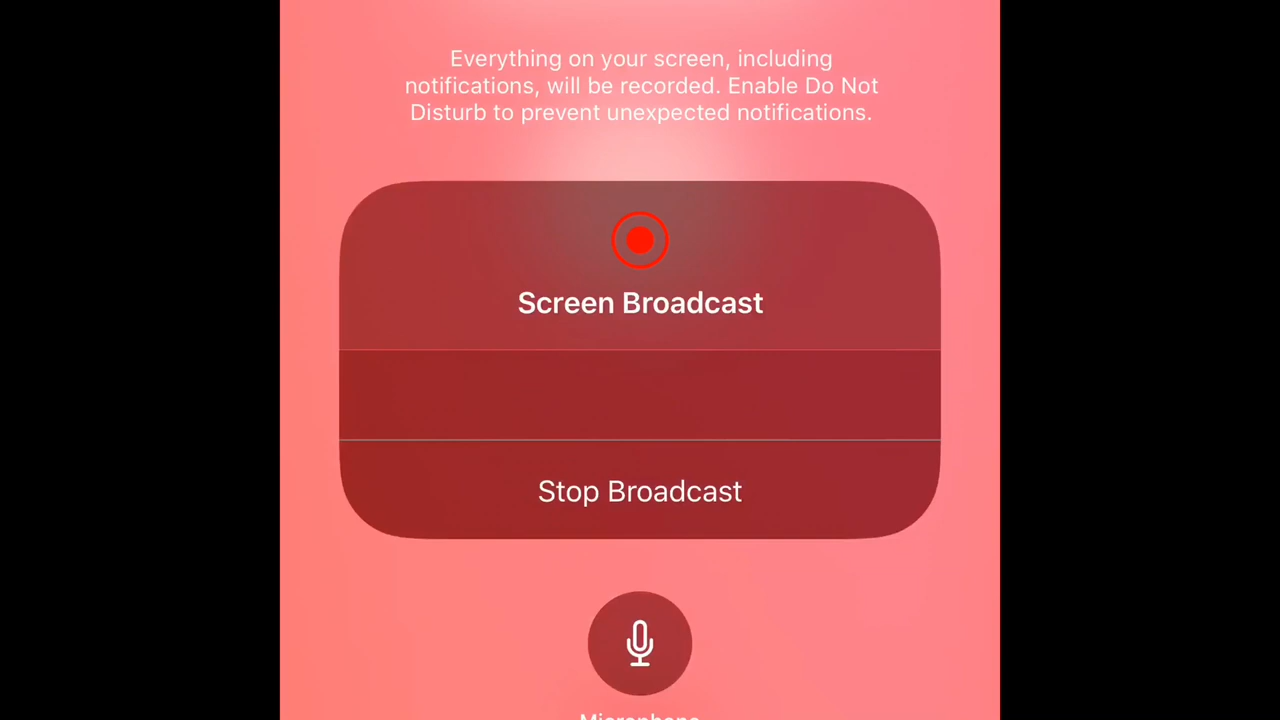 Everything on your screen, including
notifications, will be recorded. Enable Do Not
Disturb to prevent unexpected notifications.
Screen Broadcast
Stop Broadcast
Microphone